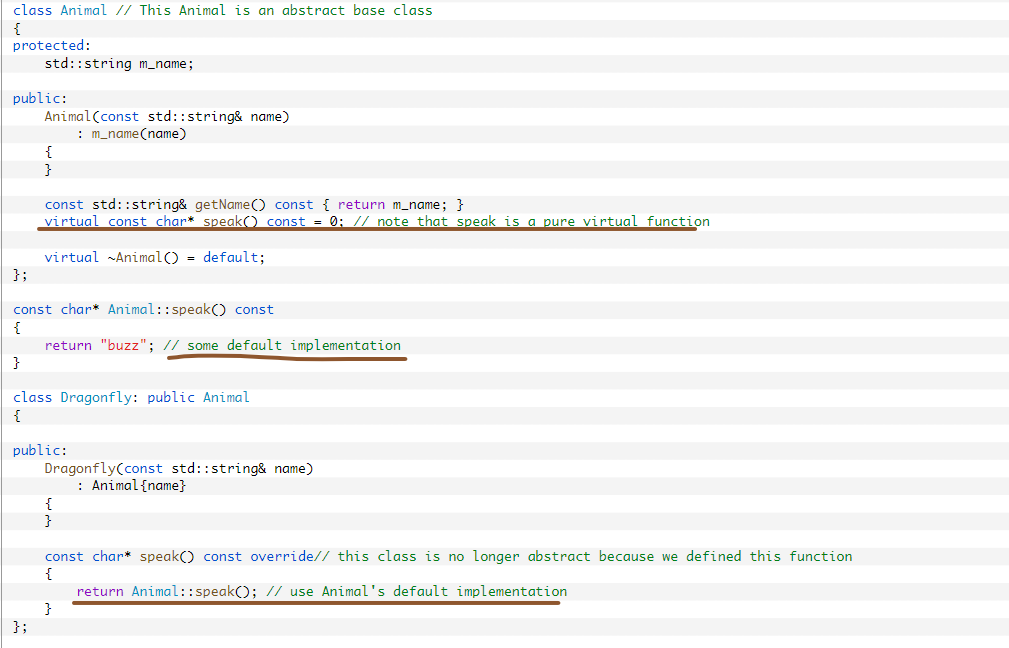 class Animal // This Animal is an abstract base class
{
protected:
    std::string m_name;

public:
    Animal(const std::string& name)
        : m_name(name)
    {
    }

    const std::string& getName() const { return m_name; }
    virtual const char* speak() const = 0; // note that speak is a pure virtual function

    virtual ~Animal() = default;
};

const char* Animal::speak() const
{
    return "buzz"; // some default implementation
}

class Dragonfly: public Animal
{

public:
    Dragonfly(const std::string& name)
        : Animal{name}
    {
    }

    const char* speak() const override// this class is no longer abstract because we defined this function
    {
        return Animal::speak(); // use Animal's default implementation
    }
};